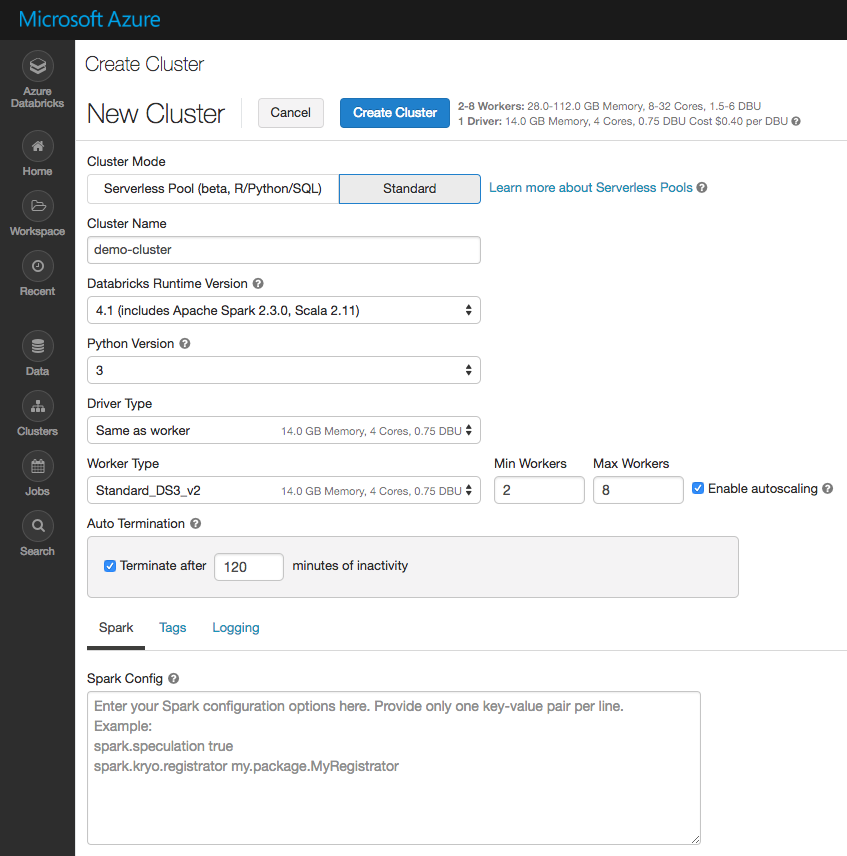 Microsoft Azure
Azure
Databricks
Home
Workspace
Recent
Data
Clusters
Jobs
Search
Create Cluster
New Cluster
Cancel
Create Cluster
2-8 Workers: 28.0-112.0 GB Memory, 8-32 Cores, 1.5-6 DBU
1 Driver: 14.0 GB Memory, 4 Cores, 0.75 DBU Cost $0.40 per DBU ?
Cluster Mode
Serverless Pool (beta, R/Python/SQL)
Standard
Learn more about Serverless Pools ?
Cluster Name
demo-cluster
Databricks Runtime Version ?
4.1 (includes Apache Spark 2.3.0, Scala 2.11)
Python Version ?
3
Driver Type
Same as worker 14.0 GB Memory, 4 Cores, 0.75 DBU
Worker Type
Min Workers
Max Workers
Standard_DS3_v2 14.0 GB Memory, 4 Cores, 0.75 DBU
2
8
Enable autoscaling ?
Auto Termination ?
Terminate after 120 minutes of inactivity
Spark
Tags
Logging
Spark Config ?
Enter your Spark configuration options here. Provide only one key-value pair per line.
Example:
spark.speculation true
spark.kryo.registrator my.package.MyRegistrator